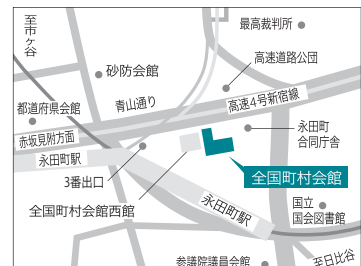 至市ヶ谷
最高裁判所
高速道路公団
砂防会館
青山通り
都道府県会館
高速4号新宿線
赤坂見附方面
永田町
合同庁舎
永田町駅
3番出口
全国町村会館
全国町村会館西館
永田町駅
国立
国会図書館
参議院議員会館
至日比谷